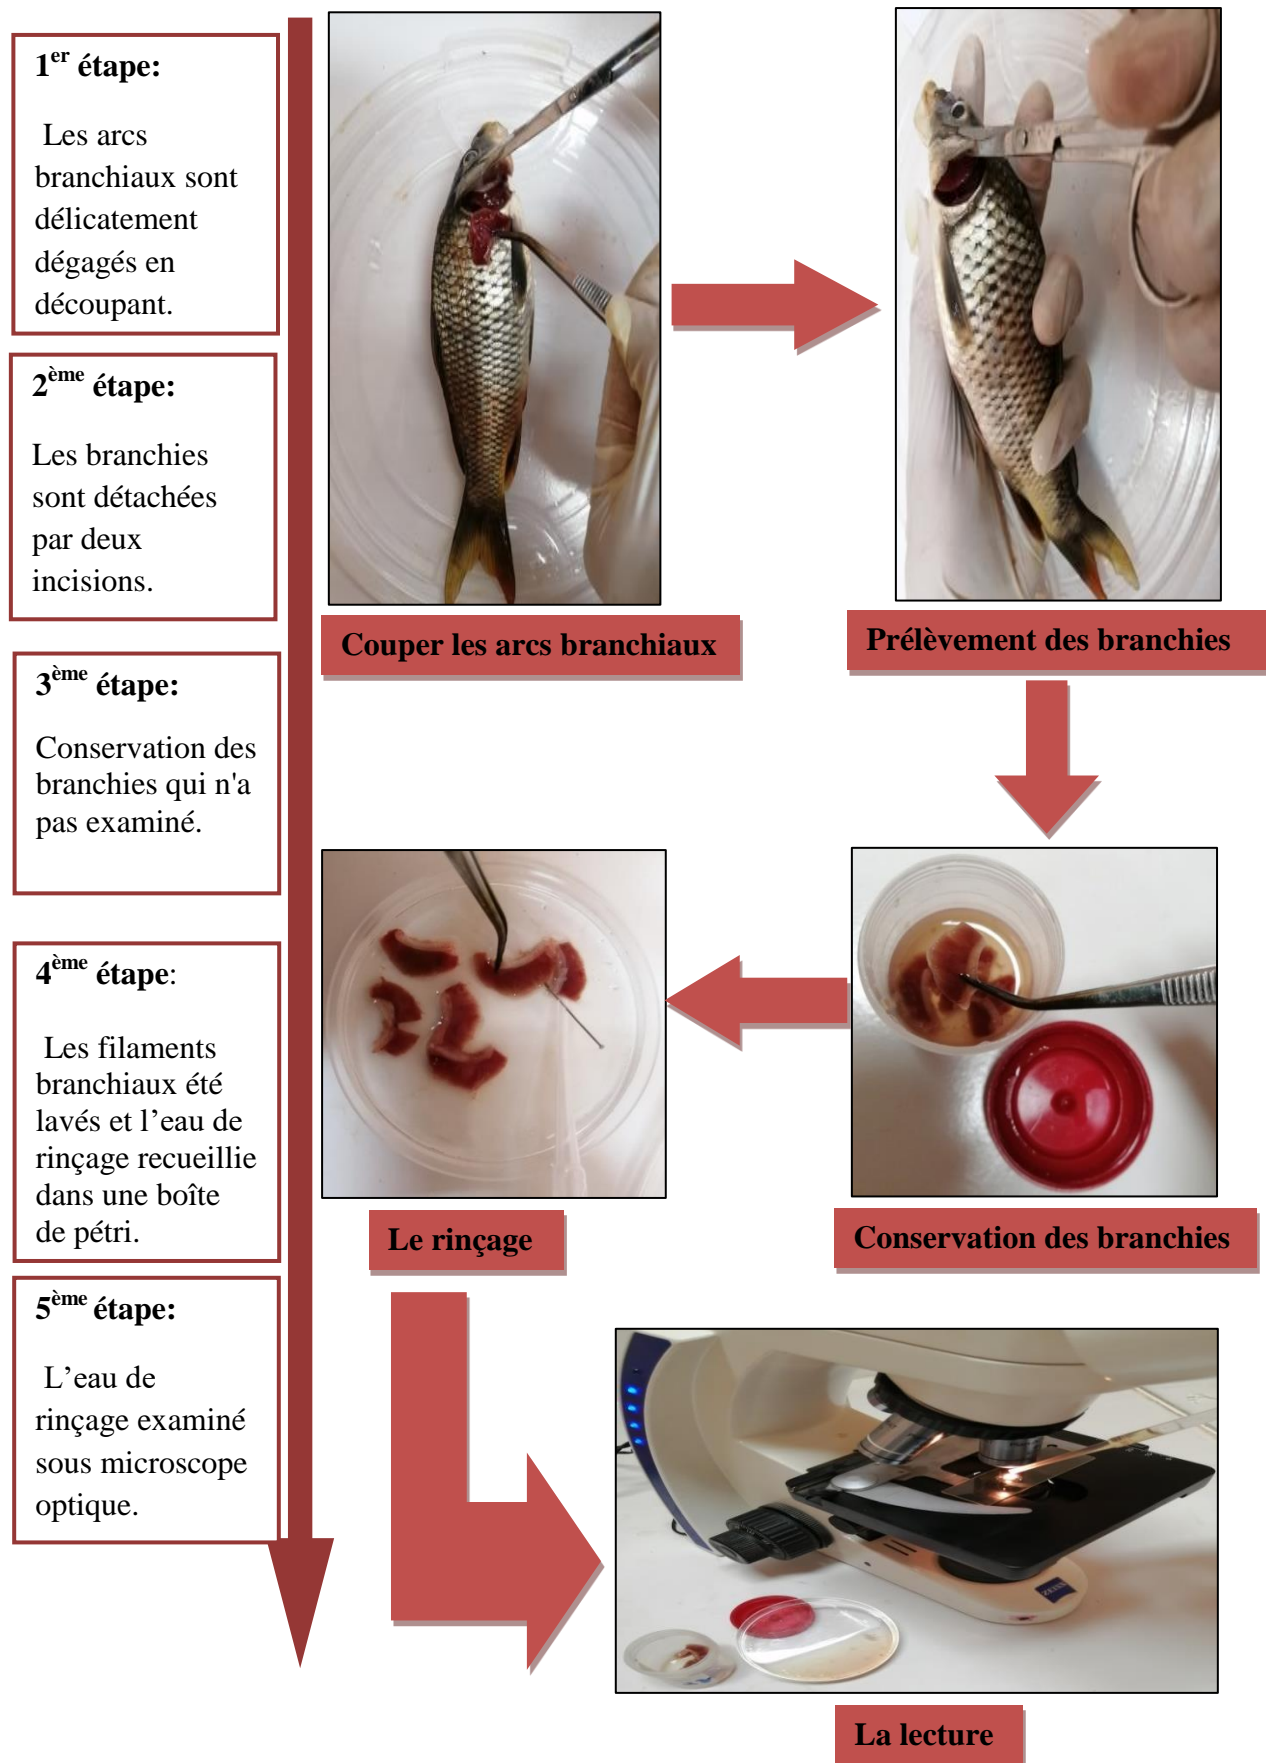 1er étape:
Les arcs
branchiaux sont
délicatement
dégagés en
découpant.
2ème étape:
Les branchies
sont détachées
par deux
incisions.
3ème étape:
Conservation des
branchies qui n'a
pas examiné.
4ème étape:
Les filaments
branchiaux été
lavés et l’eau de
rinçage recueillie
dans une boîte
de pétri.
5ème étape:
L’eau de
rinçage examiné
sous microscope
optique.
Couper les arcs branchiaux
Prélèvement des branchies
Conservation des branchies
Le rinçage
ZEISS
La lecture